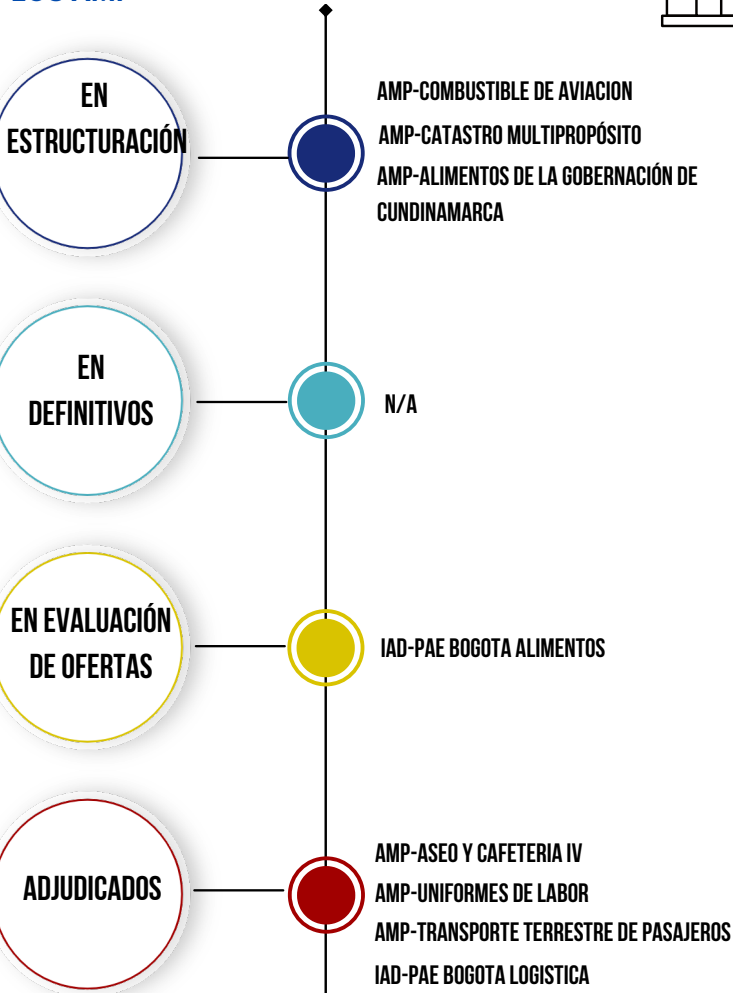 EN
ESTRUCTURACIÓN
AMP-COMBUSTIBLE DE AVIACION
AMP-CATASTRO MULTIPROPÓSITO
AMP-ALIMENTOS DE LA GOBERNACIÓN DE
CUNDINAMARCA
EN
DEFINITIVOS
N/A
EN EVALUACIÓN
DE OFERTAS
IAD-PAE BOGOTA ALIMENTOS
ADJUDICADOS
AMP-ASEO Y CAFETERIA IV
AMP-UNIFORMES DE LABOR
AMP-TRANSPORTE TERRESTRE DE PASAJEROS
IAD-PAE BOGOTA LOGISTICA